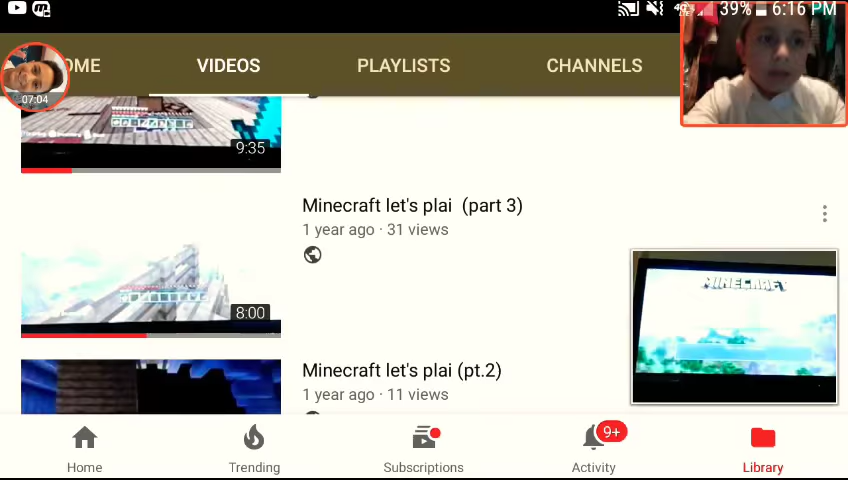 39% 6:16 PM
OME VIDEOS PLAYLISTS CHANNELS
07:04
9:35
Minecraft let's plai (part 3)
1 year ago · 31 views
8:00
MINECRAFT
Minecraft let's plai (pt.2)
1 year ago · 11 views
9+
Home Trending Subscriptions Activity Library